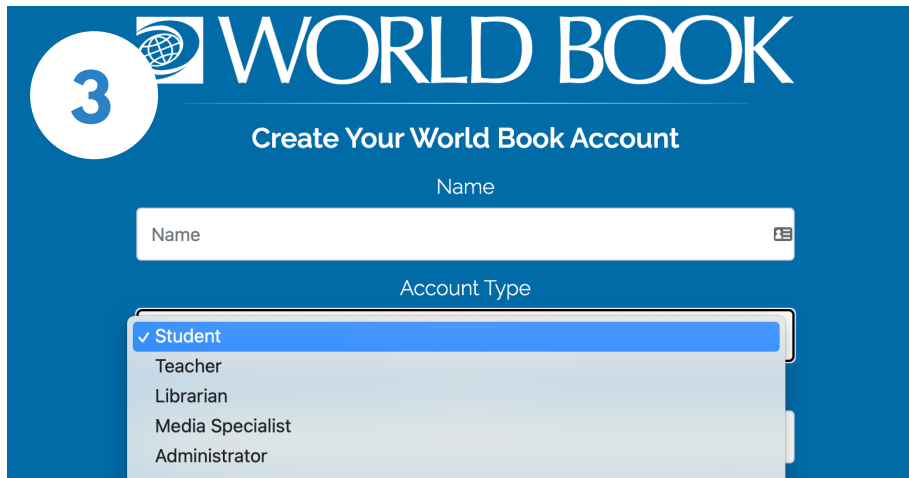 3
WORLD BOOK
Create Your World Book Account
Name
Name
Account Type
✓ Student
Teacher
Librarian
Media Specialist
Administrator